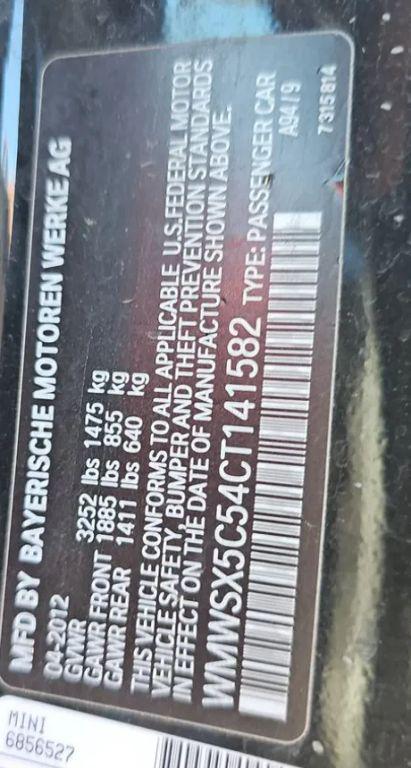 MFD BY BAYERISCHE MOTOREN WERKE AG
04-2012
GVWR 3252 lbs 1475 kg
GAWR FRONT 1885 lbs 855 kg
GAWR REAR 1411 lbs 640 kg
THIS VEHICLE CONFORMS TO ALL APPLICABLE U.S.FEDERAL MOTOR
VEHICLE SAFETY, BUMPER AND THEFT PREVENTION STANDARDS
IN EFFECT ON THE DATE OF MANUFACTURE SHOWN ABOVE.
WMWSX5C54CT141582 TYPE: PASSENGER CAR
A94/9
7315814
MINI
6856527